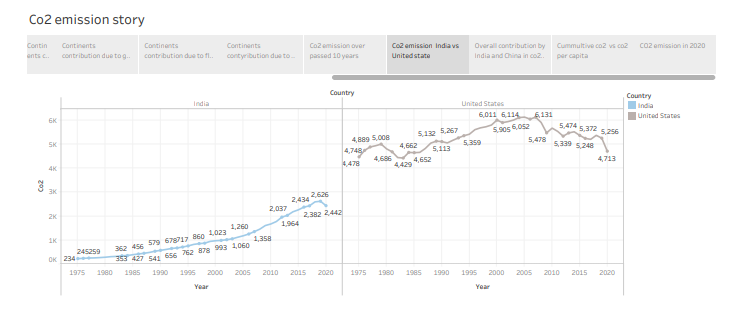 Co2 emission story
Contin
ents c..
Continents
contribution due to g..
Continents
contribution due to fl..
Continents
contyribution due to ...
Co2 emission over
passed 10 years
Co2 emission India vs
United state
Overall contribution by
India and China in co2..
Cummultive co2 vs co2
per capita
CO2 emission in 2020
Country
India
United States
Country
India
United States
Co2
6K
5K
4K
3K
2K
1K
0K
234
245
259
362
353
456
427
579
541
678
656
717
762
860
878
1,023
993
1,260
1,060
1,358
2,037
1,964
2,434
2,382
2,626
2,442
4,478
4,748
4,889
5,008
4,686
4,429
4,662
4,652
5,132
5,113
5,267
5,359
6,011
5,905
6,114
6,052
6,131
5,478
5,474
5,339
5,372
5,248
5,256
4,713
1975 1980 1985 1990 1995 2000 2005 2010 2015 2020
1975 1980 1985 1990 1995 2000 2005 2010 2015 2020
Year
Year